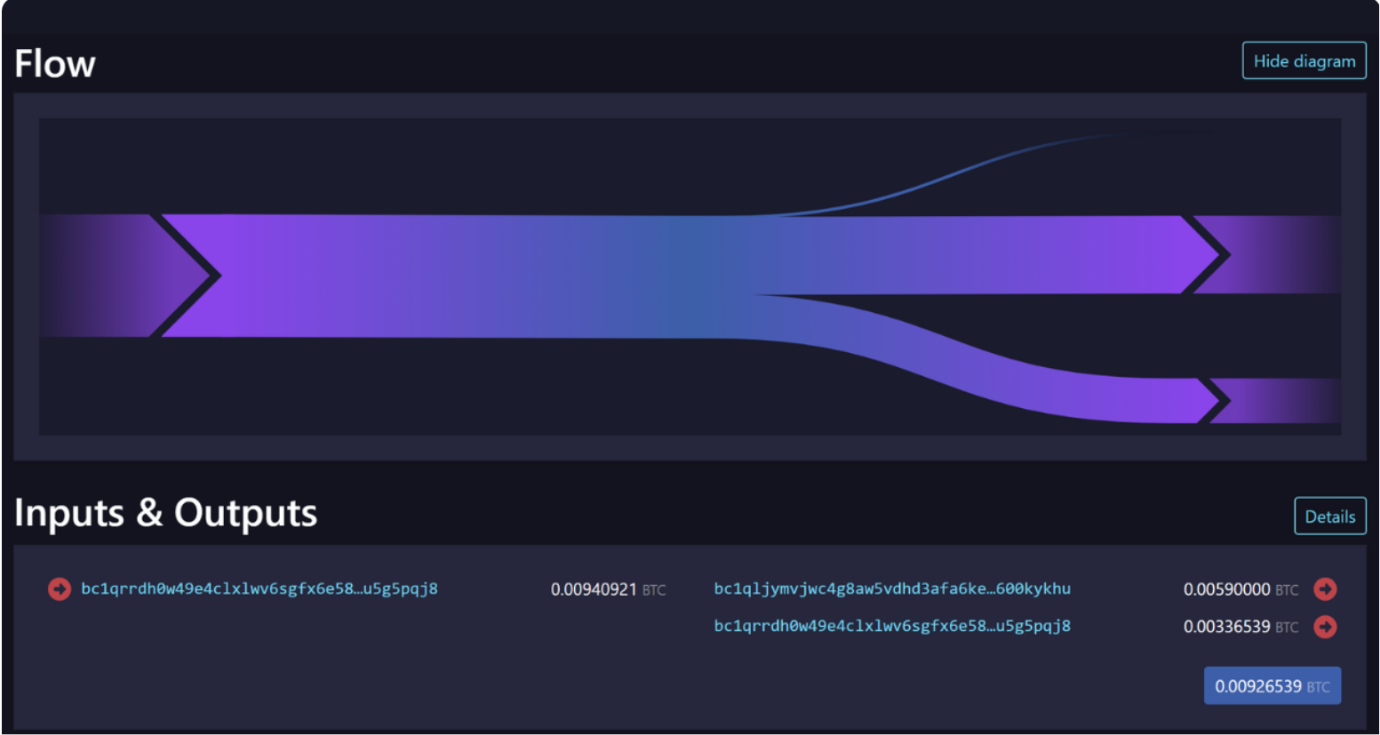 Flow
Hide diagram
Inputs & Outputs
Details
bc1qrrdh0w49e4clxlwv6sgfx6e58…u5g5pqj8 0.00940921 BTC bc1qljymvjwc4g8aw5vdhd3afa6ke…600kykhu 0.00590000 BTC
bc1qrrdh0w49e4clxlwv6sgfx6e58…u5g5pqj8 0.00336539 BTC
0.00926539 BTC